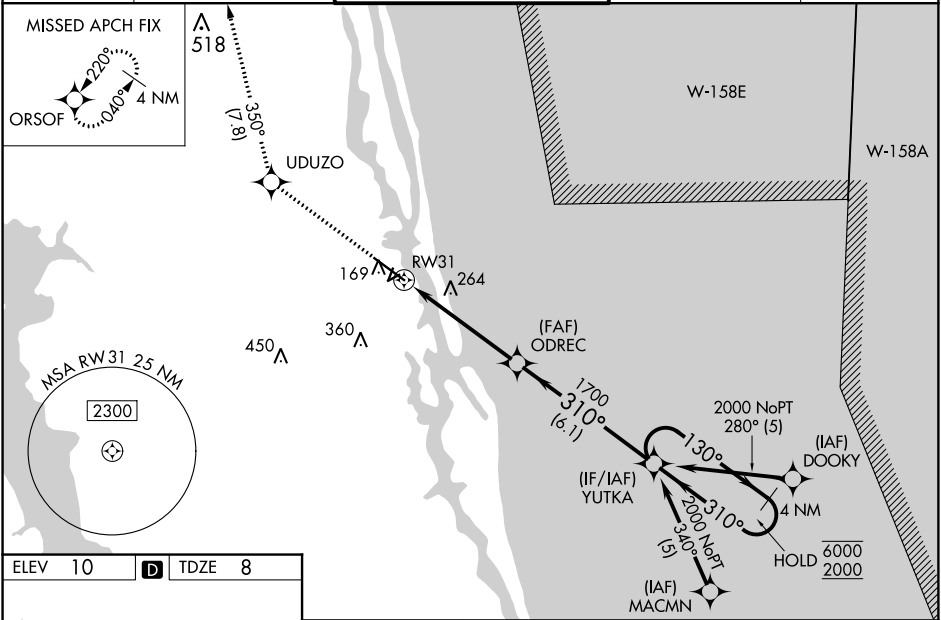 MISSED APCH FIX
220°
040°
4 NM
ORSOF
518
350°
(7.8)
UDUZO
W-158E
W-158A
169
RW31
264
360
450
(FAF)
ODREC
MSA RW31 25 NM
2300
1700
310°
(6.1)
2000 NoPT
280° (5)
(IAF)
DOOKY
130°
(IF/IAF)
YUTKA
310°
4 NM
2000 NoPT
340°
(5)
HOLD
6000
2000
(IAF)
MACMN
ELEV 10 D TDZE 8